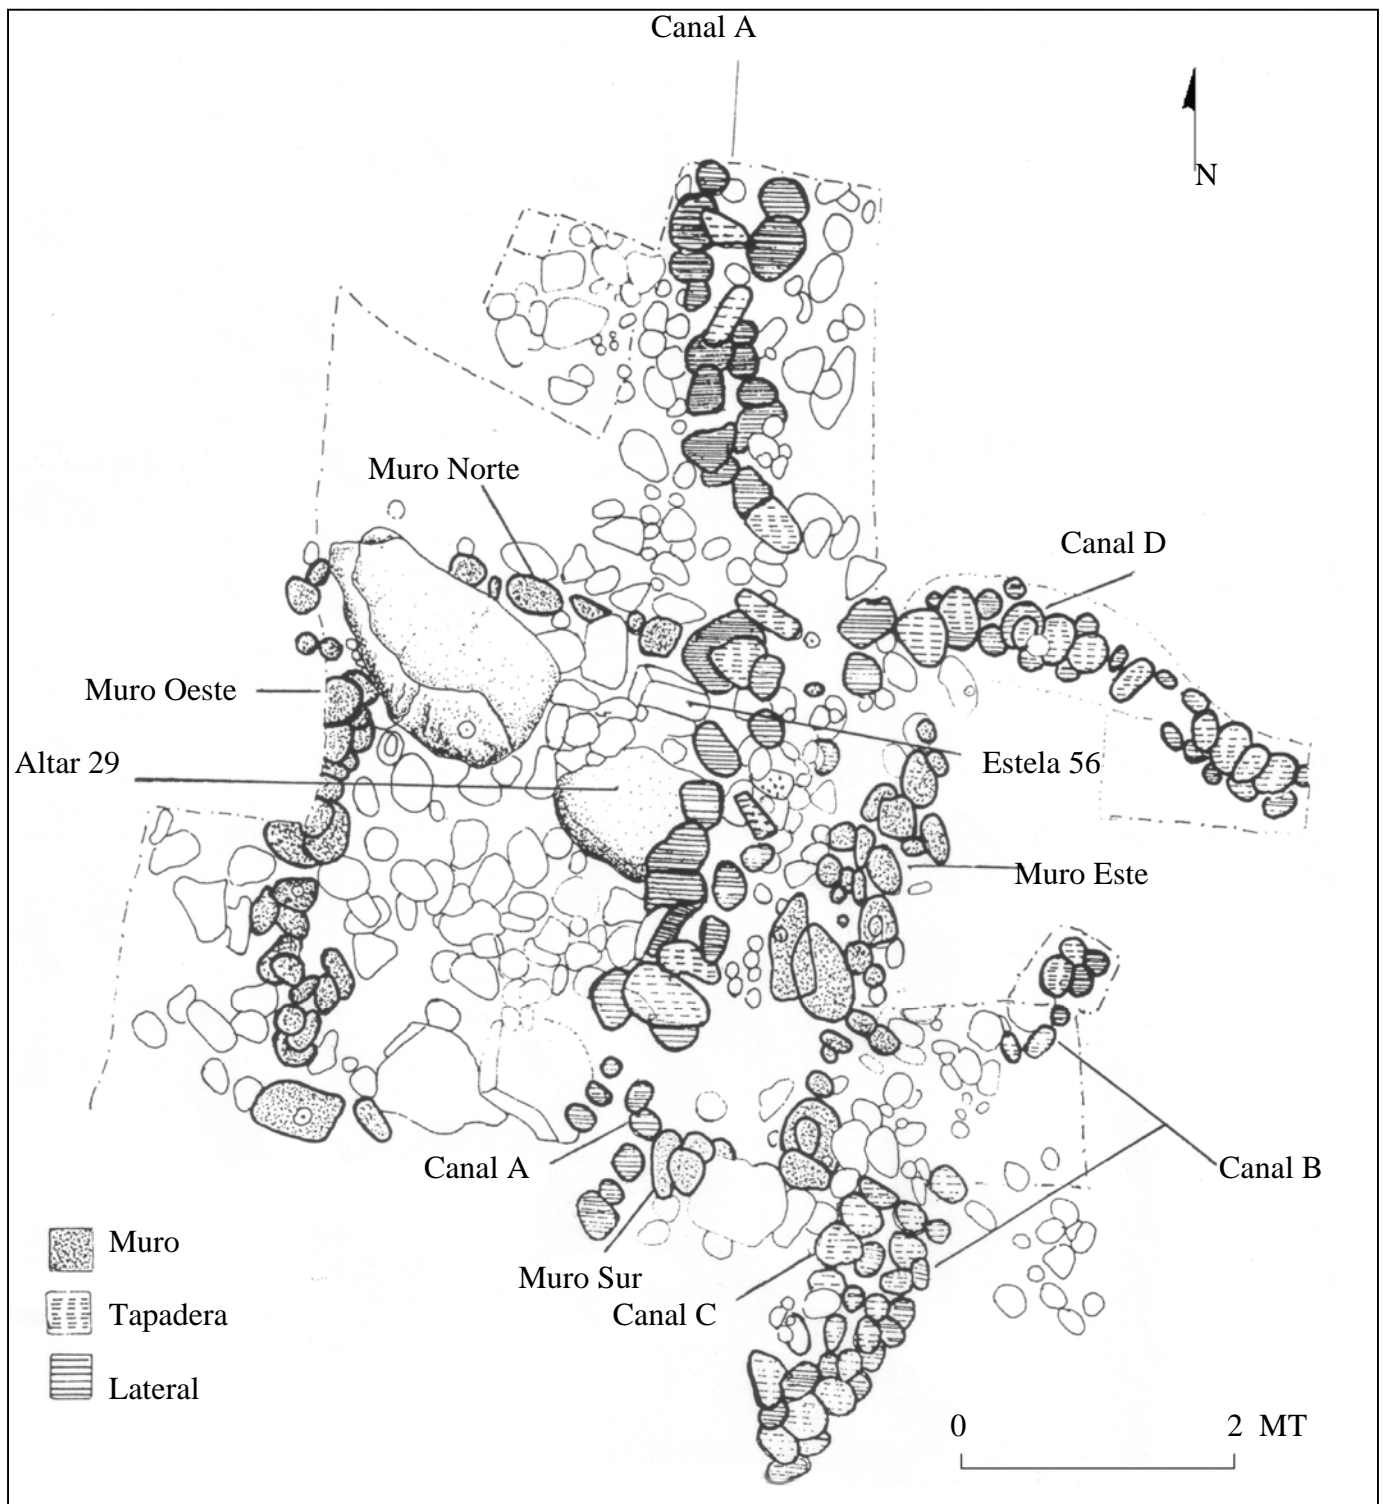 Canal A
N
Muro Norte
Canal D
Muro Oeste
Altar 29
Estela 56
Muro Este
Canal A
Canal B
Muro
Muro Sur
Tapadera
Canal C
Lateral
0 2 MT